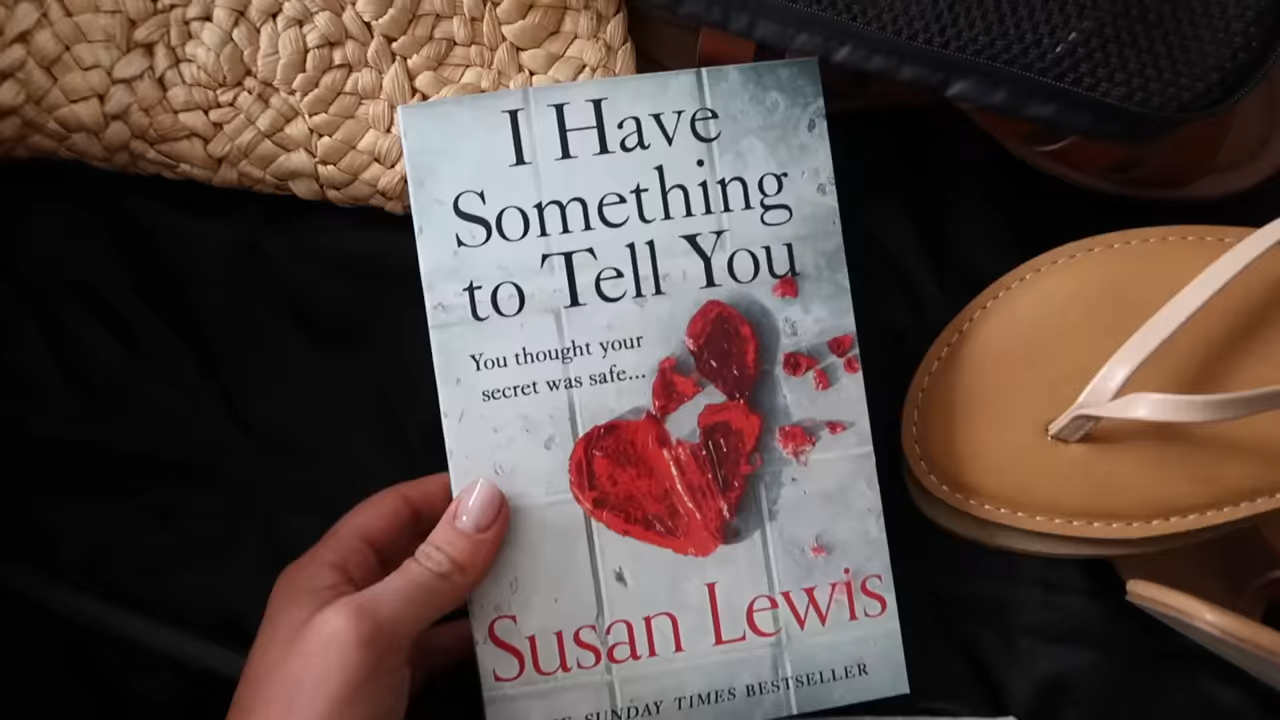 I Have
Something
to Tell You
You thought your
secret was safe...
Susan Lewis
SUNDAY TIMES BESTSELLER